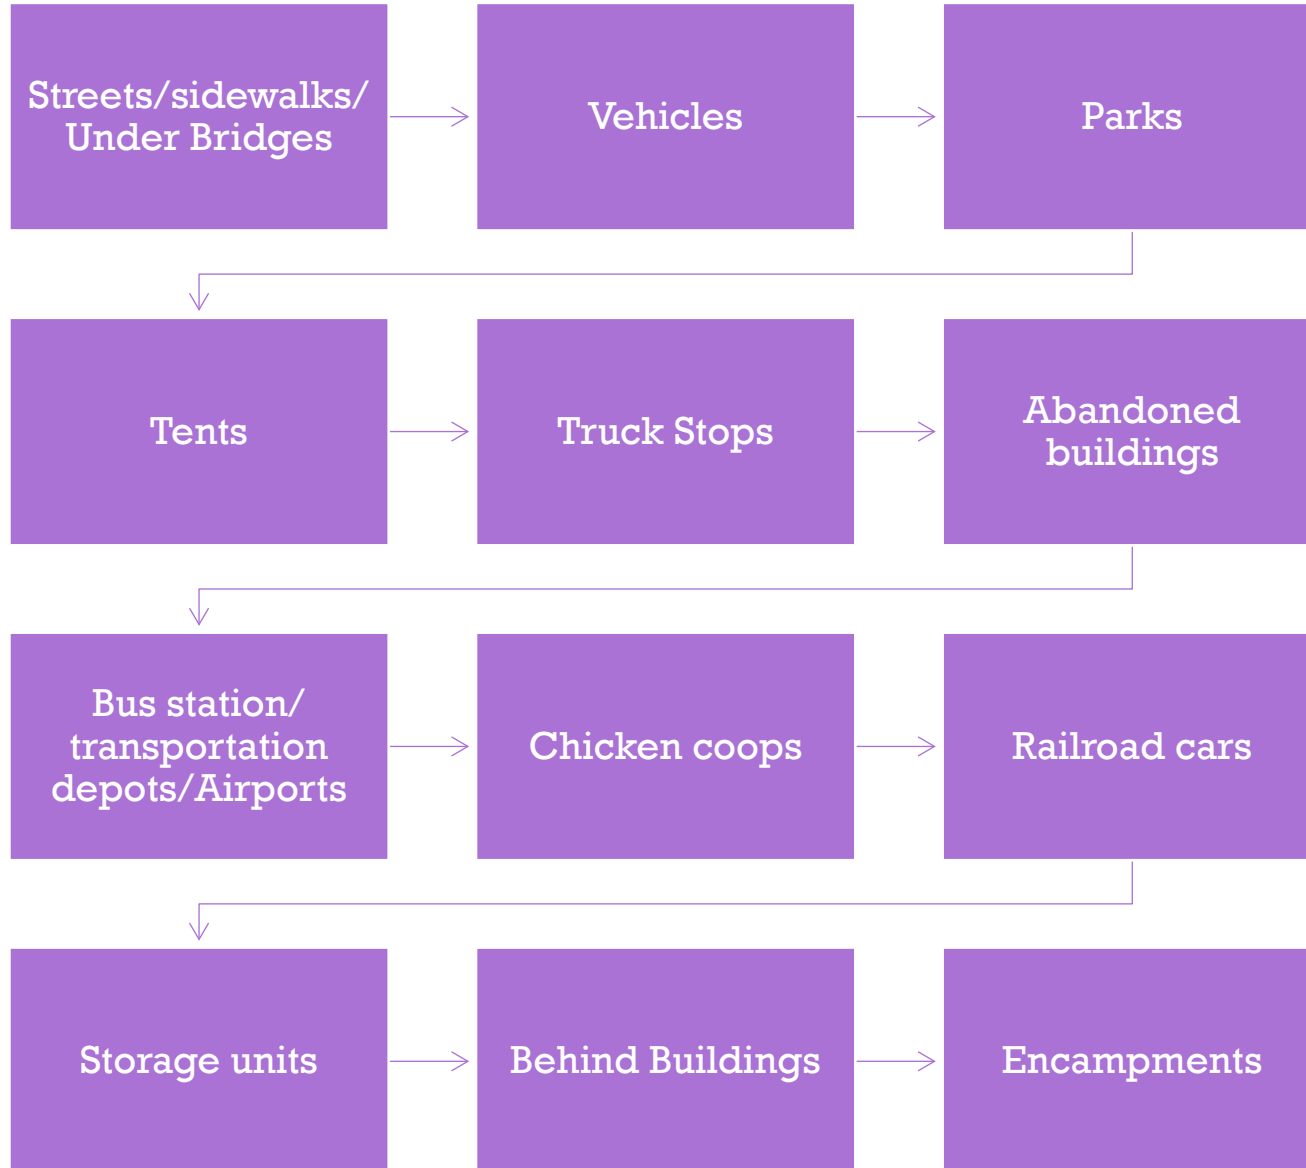 Streets/sidewalks/
Under Bridges
Vehicles
Parks
Tents
Truck Stops
Abandoned
buildings
Bus station/
transportation
depots/Airports
Chicken coops
Railroad cars
Storage units
Behind Buildings
Encampments